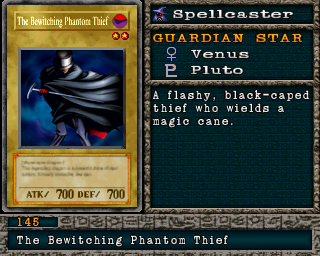 The Bewitching Phantom Thief
ATK/ 700 DEF/ 700
Spellcaster
GUARDIAN STAR
♀ Venus
♇ Pluto
A flashy, black-caped
thief who wields a
magic cane.
145
The Bewitching Phantom Thief